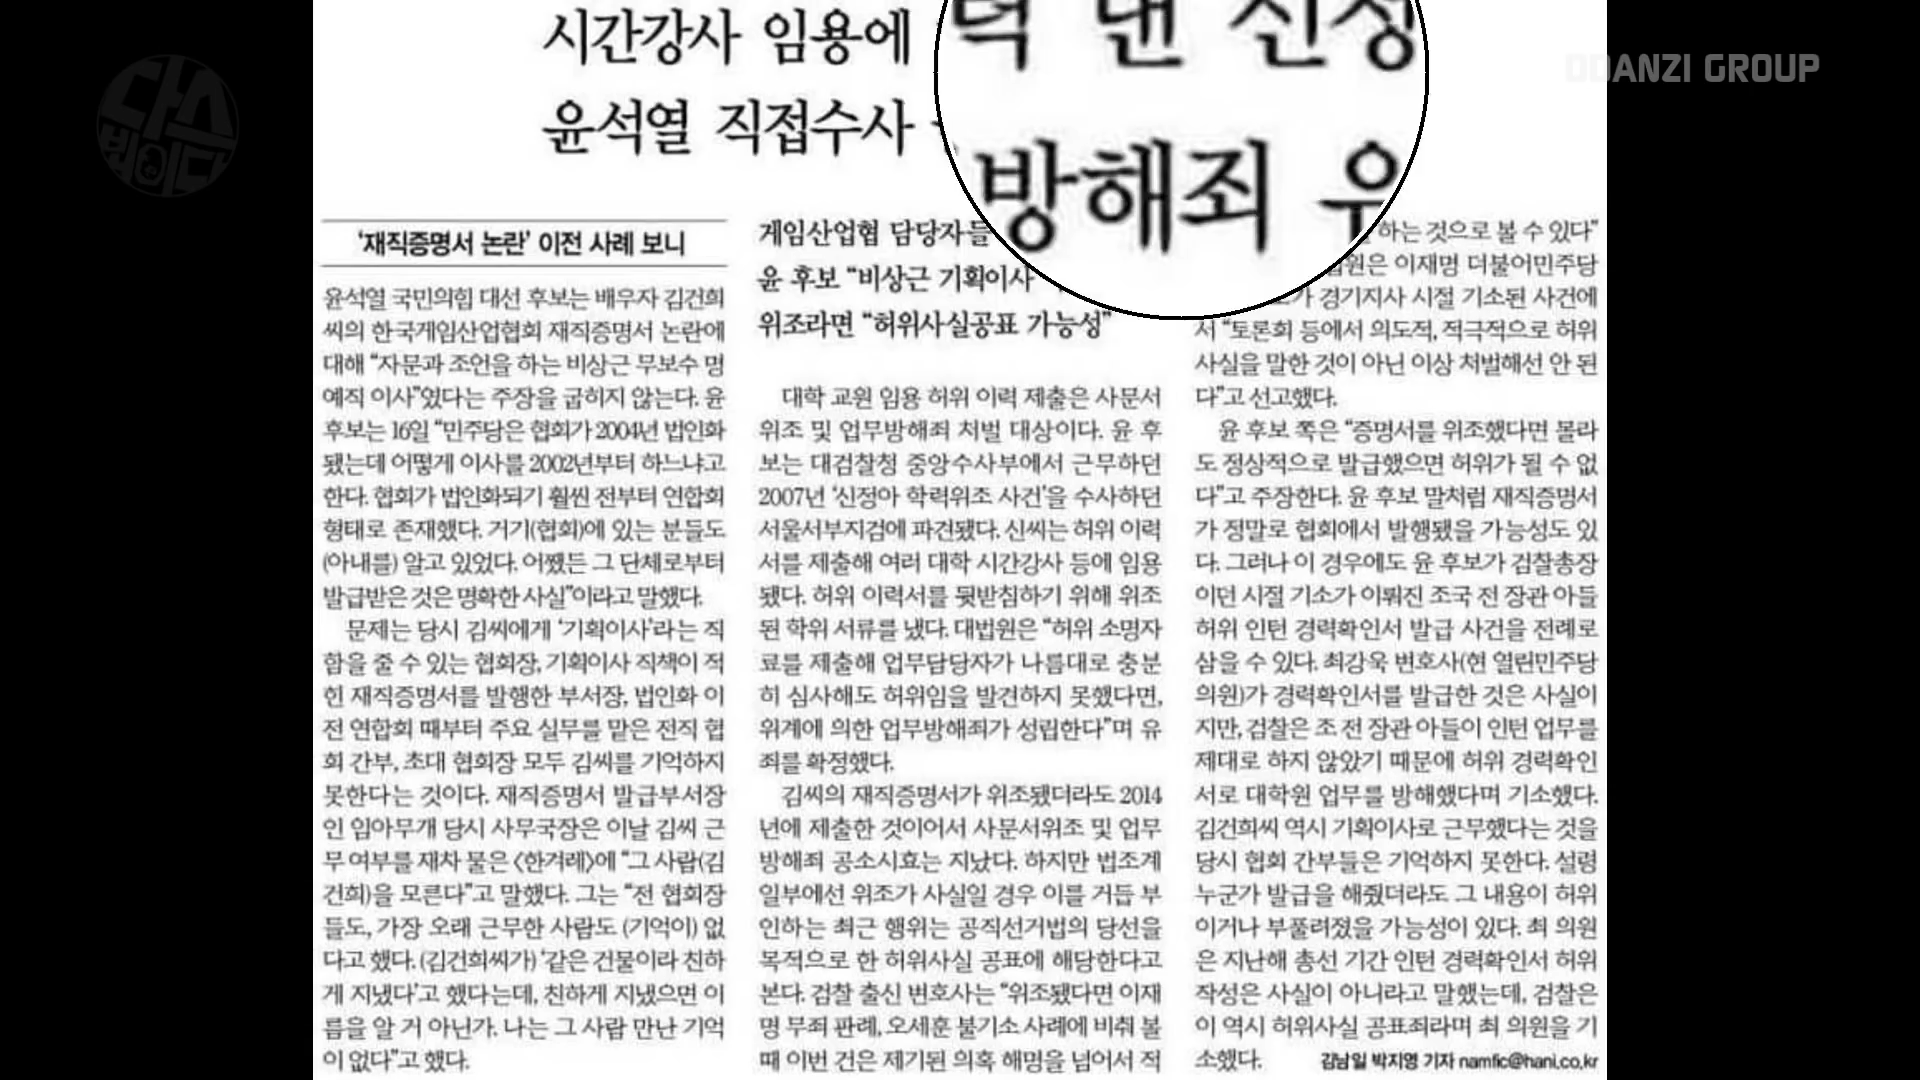 시간강사 임용에
윤석열 직접수사
력 댄 신정
방해죄 유
DDANZI GROUP
다스
뵈이다
‘재직증명서 논란’ 이전 사례 보니
윤석열 국민의힘 대선 후보는 배우자 김건희
씨의 한국게임산업협회 재직증명서 논란에
대해 “자문과 조언을 하는 비상근 무보수 명
예직 이사”였다는 주장을 굽히지 않는다. 윤
후보는 16일 “민주당은 협회가 2004년 법인화
됐는데 어떻게 이사를 2002년부터 하느냐고
한다. 협회가 법인화되기 훨씬 전부터 연합회
형태로 존재했다. 거기(협회)에 있는 분들도
(아내를) 알고 있었다. 어쨌든 그 단체로부터
발급받은 것은 명확한 사실”이라고 말했다.
문제는 당시 김씨에게 ‘기획이사’라는 직
함을 줄 수 있는 협회장, 기획이사 직책이 적
힌 재직증명서를 발행한 부서장, 법인화 이
전 연합회 때부터 주요 실무를 맡은 전직 협
회 간부, 초대 협회장 모두 김씨를 기억하지
못한다는 것이다. 재직증명서 발급부서장
인 임아무개 당시 사무국장은 이날 김씨 근
무 여부를 재차 물은 <한겨레>에 “그 사람(김
건희)을 모른다”고 말했다. 그는 “전 협회장
들도, 가장 오래 근무한 사람도 (기억이) 없
다고 했다. (김건희씨가) ‘같은 건물이라 친하
게 지냈다’고 했다는데, 친하게 지냈으면 이
름을 알 거 아닌가. 나는 그 사람 만난 기억
이 없다”고 했다.
게임산업협 담당자들
윤 후보 “비상근 기획이사
위조라면 “허위사실공표 가능성”
대학 교원 임용 허위 이력 제출은 사문서
위조 및 업무방해죄 처벌 대상이다. 윤 후
보는 대검찰청 중앙수사부에서 근무하던
2007년 ‘신정아 학력위조 사건’을 수사하던
서울서부지검에 파견됐다. 신씨는 허위 이력
서를 제출해 여러 대학 시간강사 등에 임용
됐다. 허위 이력서를 뒷받침하기 위해 위조
된 학위 서류를 냈다. 대법원은 “허위 소명자
료를 제출해 업무담당자가 나름대로 충분
히 심사해도 허위임을 발견하지 못했다면,
위계에 의한 업무방해죄가 성립한다”며 유
죄를 확정했다.
김씨의 재직증명서가 위조됐더라도 2014
년에 제출한 것이어서 사문서위조 및 업무
방해죄 공소시효는 지났다. 하지만 법조계
일부에선 위조가 사실일 경우 이를 거듭 부
인하는 최근 행위는 공직선거법의 당선을
목적으로 한 허위사실 공표에 해당한다고
본다. 검찰 출신 변호사는 “위조됐다면 이재
명 무죄 판례, 오세훈 불기소 사례에 비춰 볼
때 이번 건은 제기된 의혹 해명을 넘어서 적
하는 것으로 볼 수 있다”
이재명 더불어민주당
경기지사 시절 기소된 사건에
서 “토론회 등에서 의도적, 적극적으로 허위
사실을 말한 것이 아닌 이상 처벌해선 안 된
다”고 선고했다.
윤 후보 쪽은 “증명서를 위조했다면 몰라
도 정상적으로 발급했으면 허위가 될 수 없
다”고 주장한다. 윤 후보 말처럼 재직증명서
가 정말로 협회에서 발행됐을 가능성도 있
다. 그러나 이 경우에도 윤 후보가 검찰총장
이던 시절 기소가 이뤄진 조국 전 장관 아들
허위 인턴 경력확인서 발급 사건을 전례로
삼을 수 있다. 최강욱 변호사(현 열린민주당
의원)가 경력확인서를 발급한 것은 사실이
지만, 검찰은 조 전 장관 아들이 인턴 업무를
제대로 하지 않았기 때문에 허위 경력확인
서로 대학원 업무를 방해했다며 기소했다.
김건희씨 역시 기획이사로 근무했다는 것을
당시 협회 간부들은 기억하지 못한다. 설령
누군가 발급을 해줬더라도 그 내용이 허위
이거나 부풀려졌을 가능성이 있다. 최 의원
은 지난해 총선 기간 인턴 경력확인서 허위
작성은 사실이 아니라고 말했는데, 검찰은
이 역시 허위사실 공표죄라며 최 의원을 기
소했다.
김남일 박지영 기자 namfic@hani.co.kr